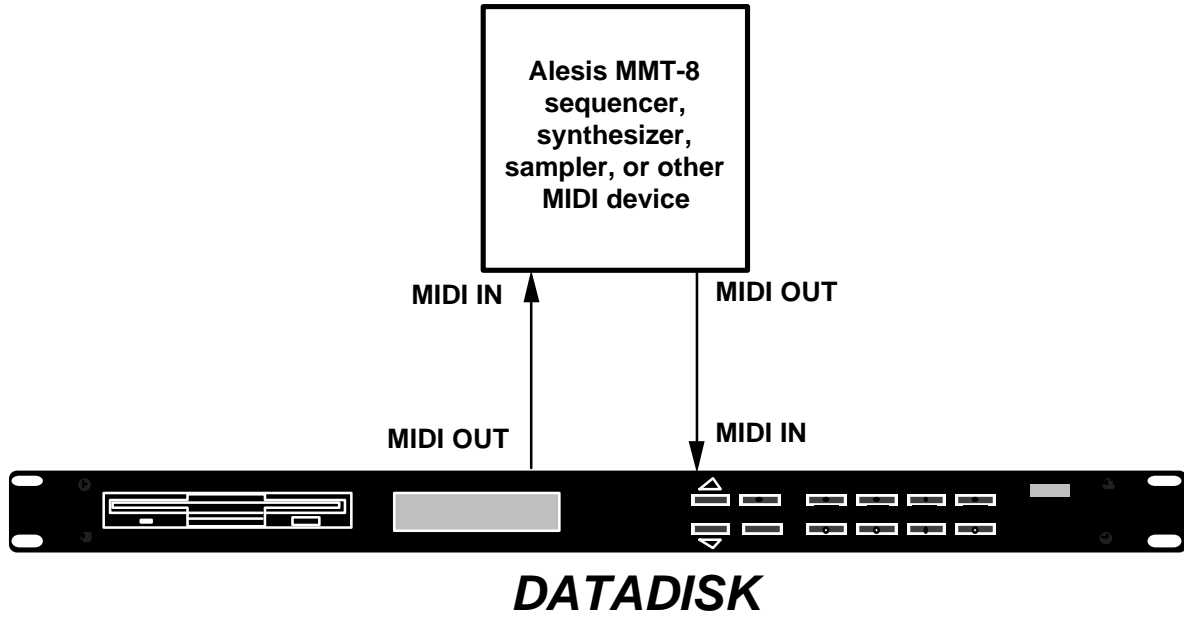 Alesis MMT-8
sequencer,
synthesizer,
sampler, or other
MIDI device
MIDI IN
MIDI OUT
MIDI OUT
MIDI IN
DATADISK